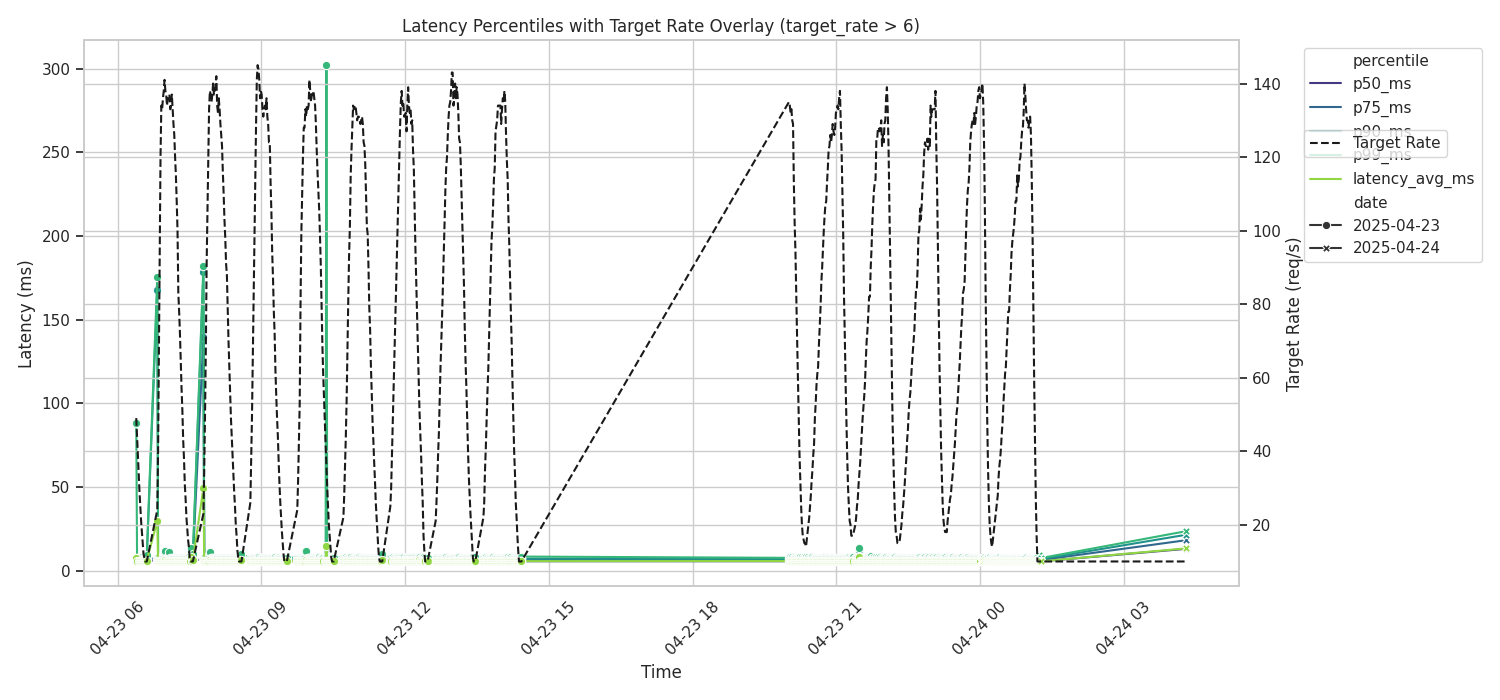 Latency Percentiles with Target Rate Overlay (target_rate > 6)
Latency (ms)
300
250
200
150
100
50
0
140
120
100
80
60
40
20
Target Rate (req/s)
04-23 06
04-23 09
04-23 12
04-23 15
04-23 18
04-23 21
04-24 00
04-24 03
Time
percentile
p50_ms
p75_ms
p90_ms
Target Rate
p99_ms
latency_avg_ms
date
2025-04-23
2025-04-24